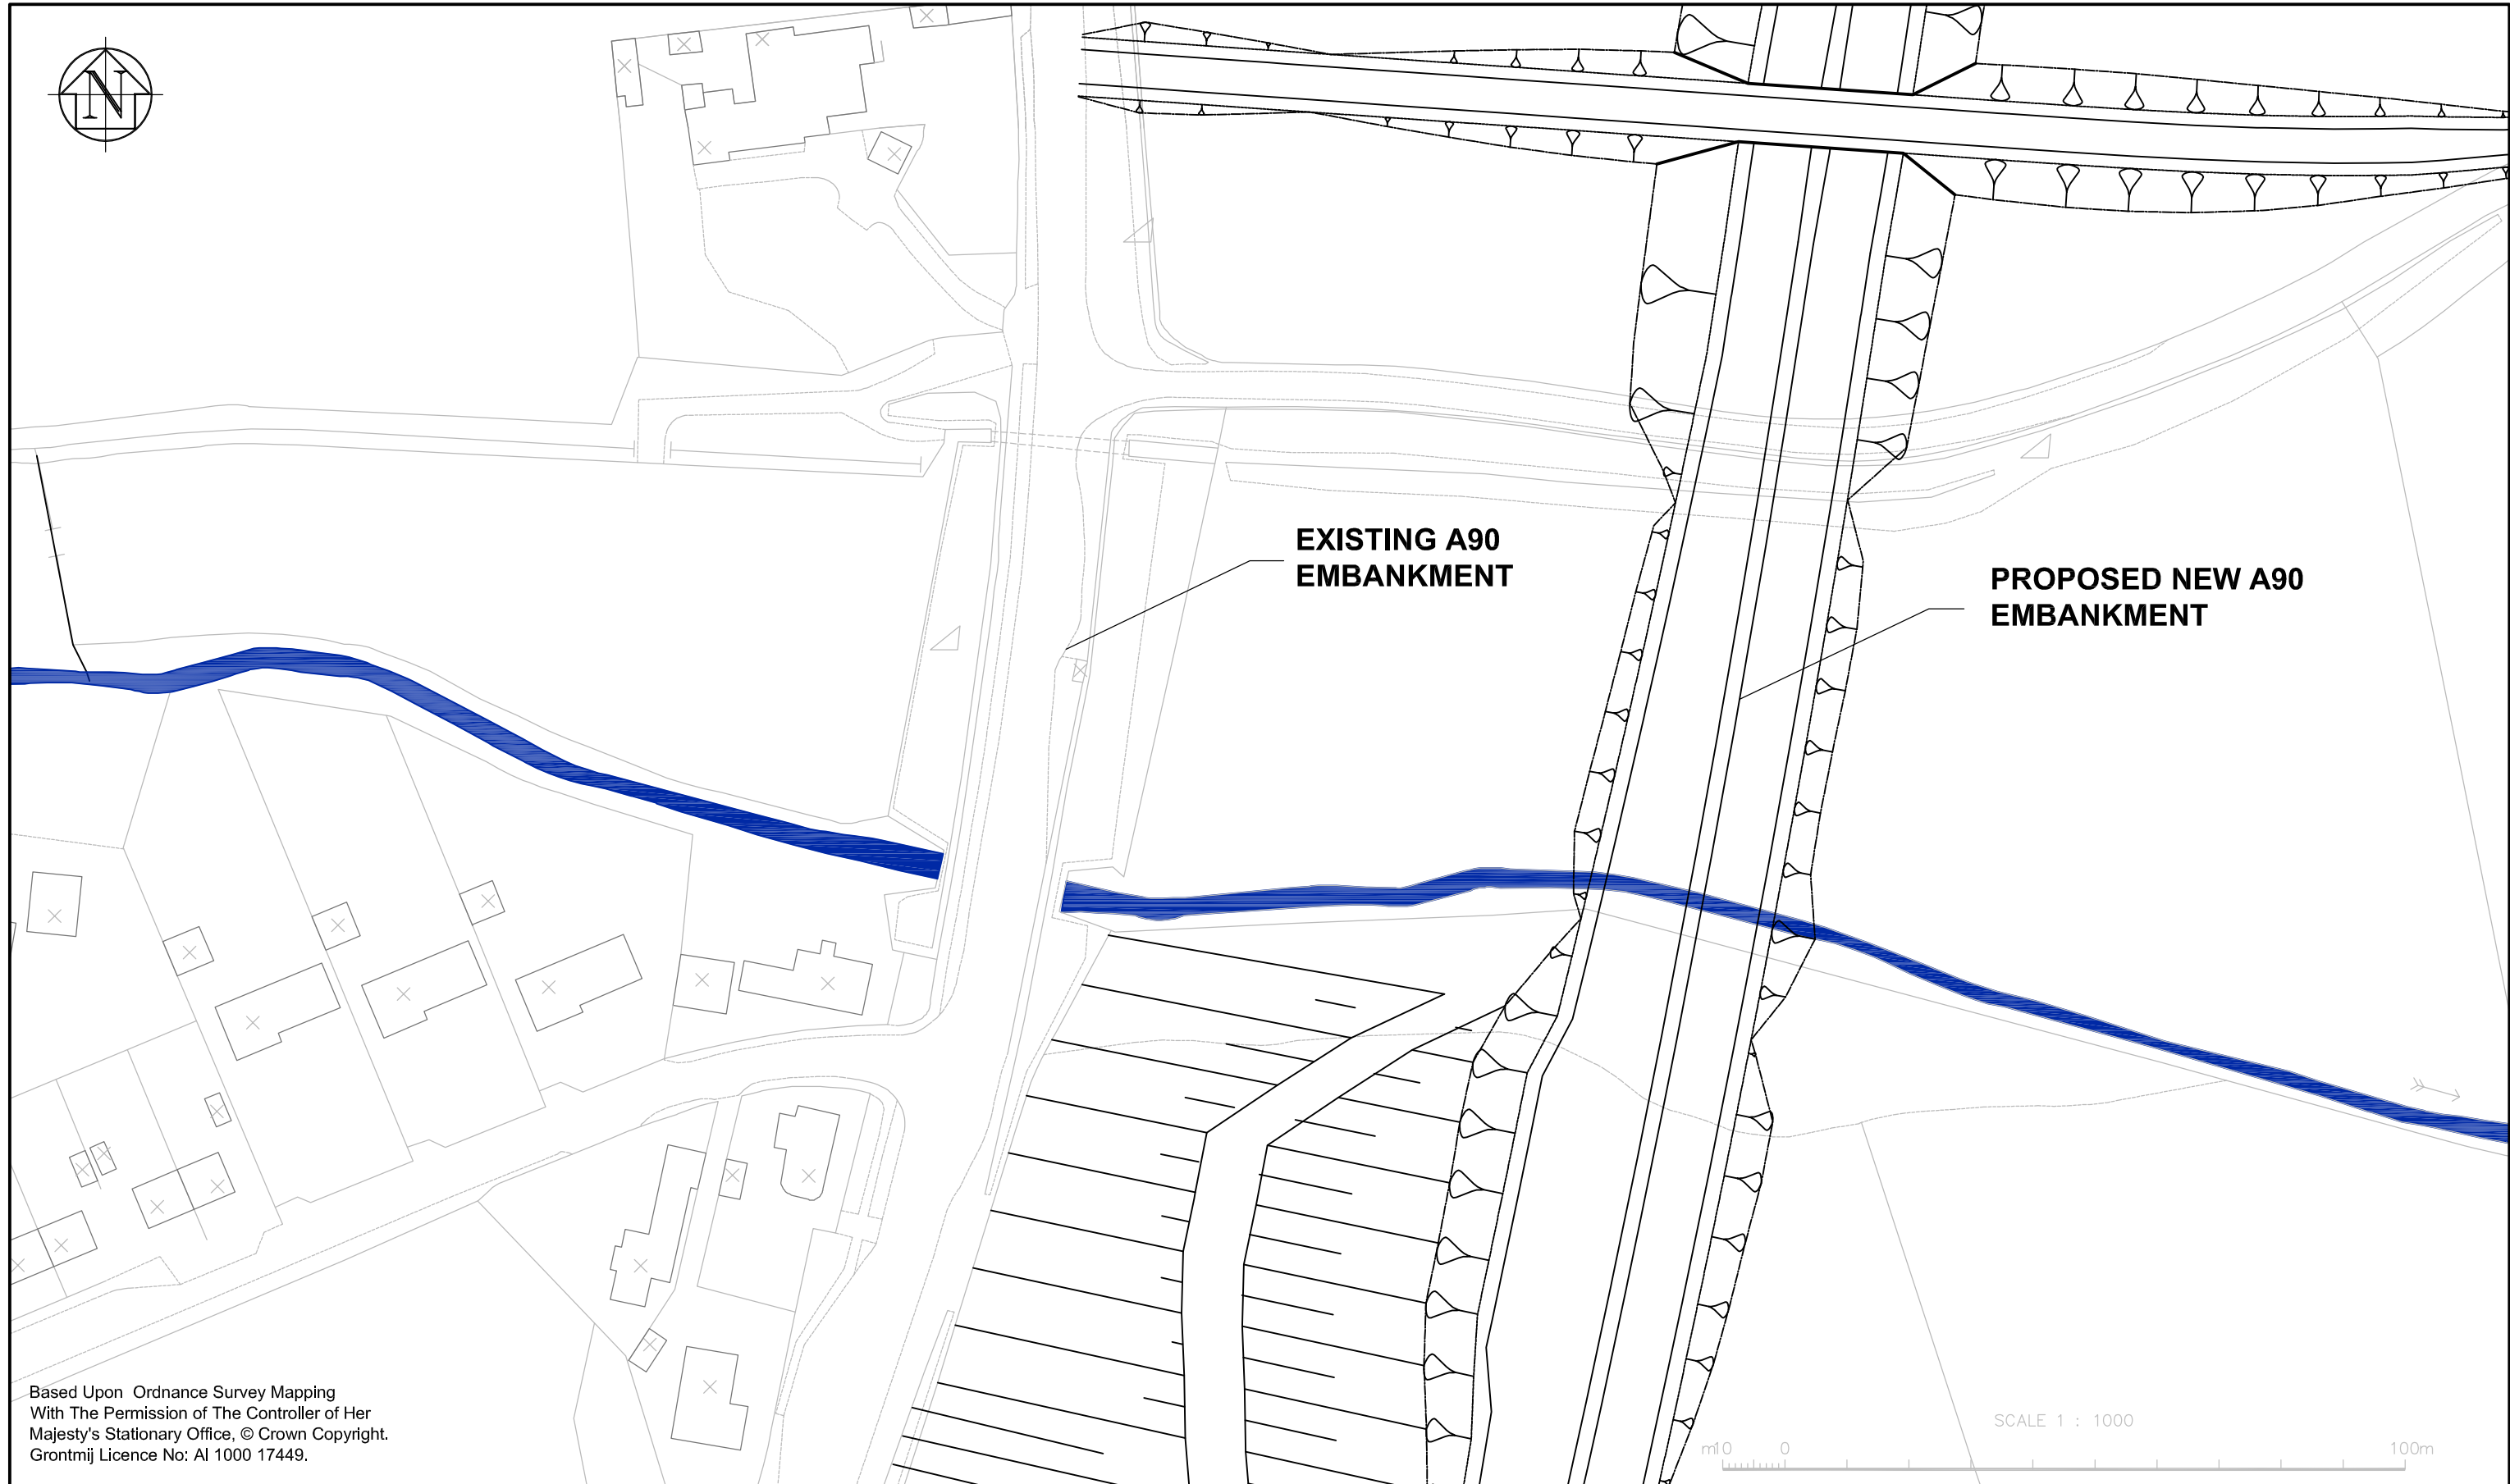 N
EXISTING A90
EMBANKMENT
PROPOSED NEW A90
EMBANKMENT
Based Upon Ordnance Survey Mapping
With The Permission of The Controller of Her
Majesty's Stationary Office, © Crown Copyright.
Grontmij Licence No: Al 1000 17449.
SCALE 1 : 1000
m10 0 100m